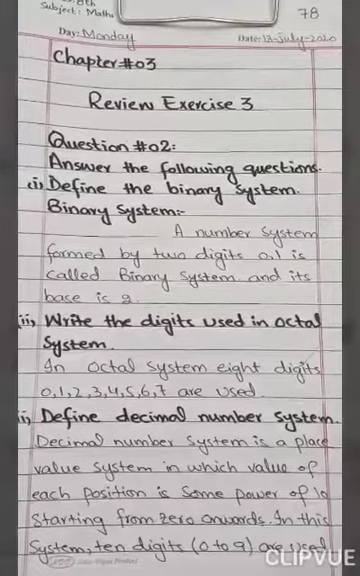 8th
Subject: Maths
78
Day: Monday
Date: 13-July-2020
Chapter#03
Review Exercise 3
Question #02:
Answer the following questions.
(i) Define the binary system.
Binary System:-
A number system
formed by two digits 0,1 is
called Binary System and its
base is 2.
ii, Write the digits used in octal
System.
In octal system eight digits
0,1,2,3,4,5,6,7 are used.
ii, Define decimal number system.
Decimal number system is a place
value system in which value of
each position is some power of 10
Starting from zero onwards. In this
System, ten digits (0 to 9) are used
CLIPVUE